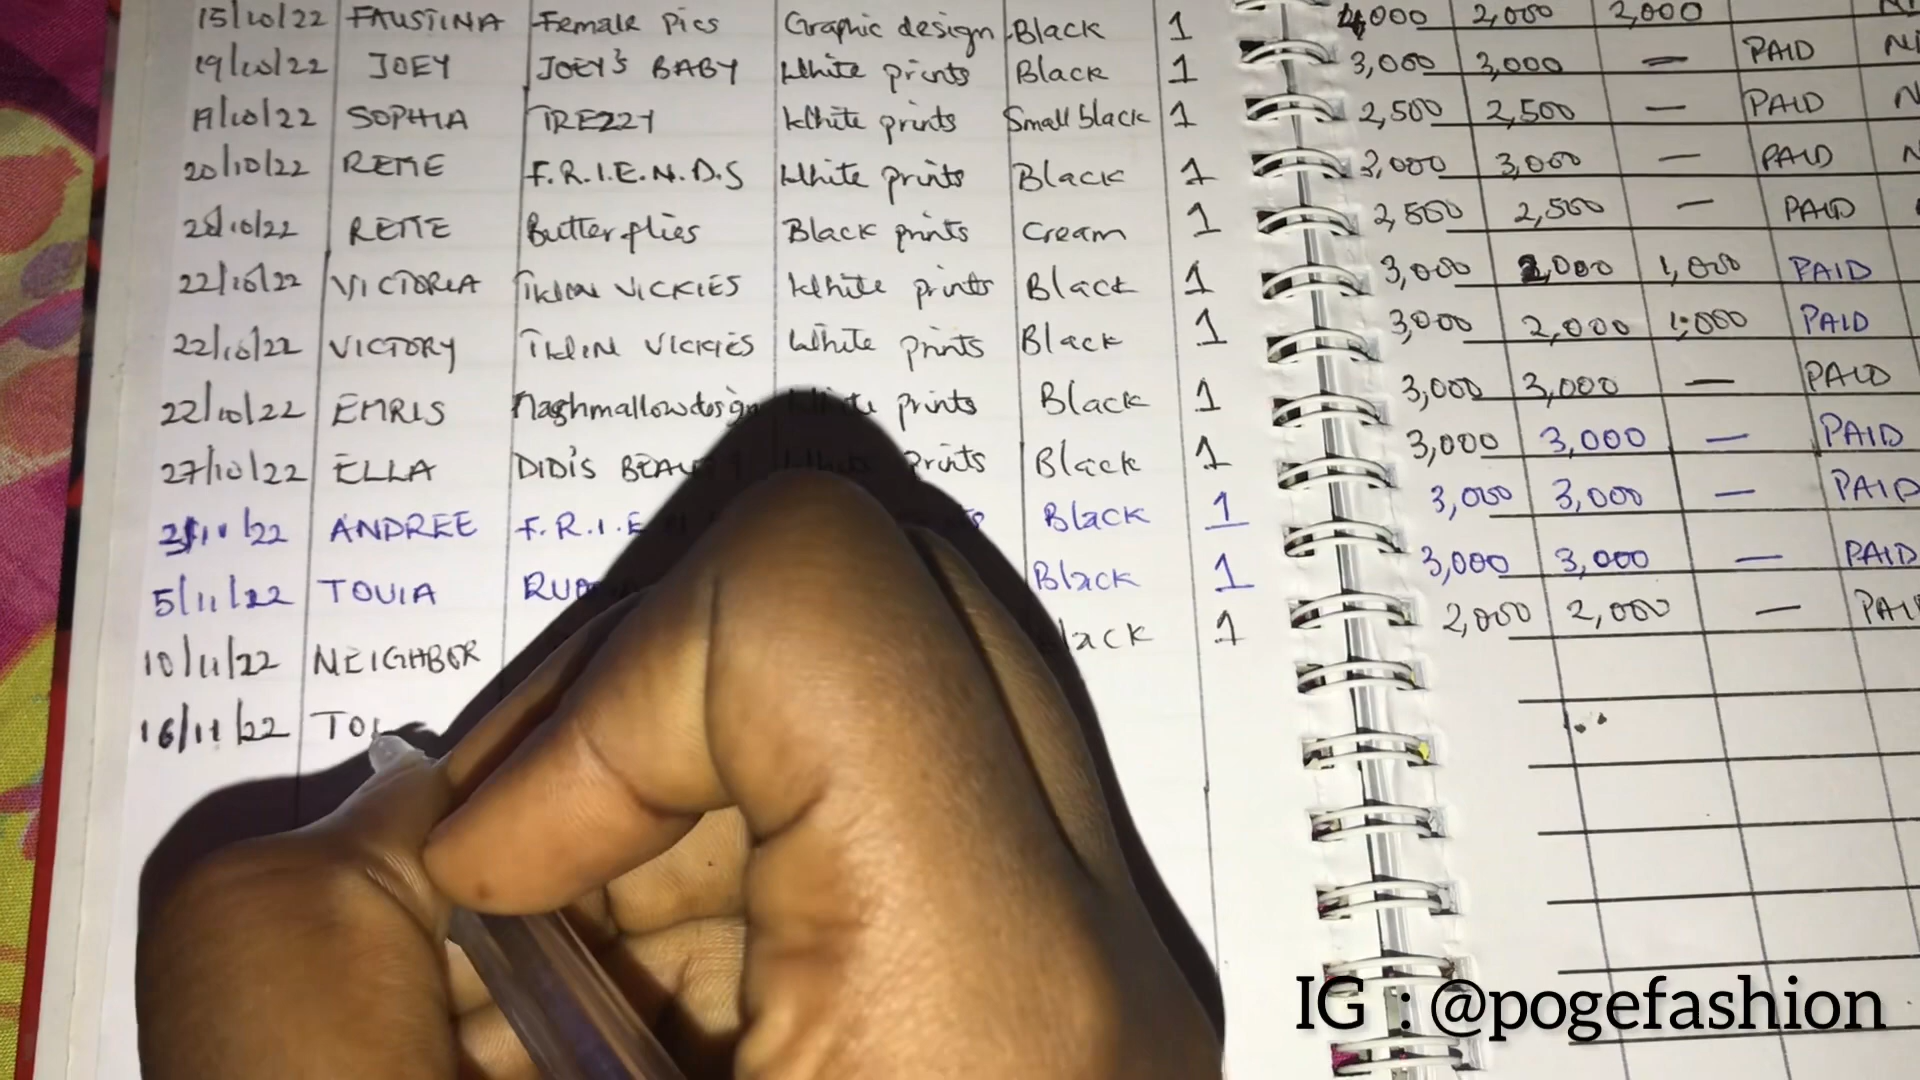 15/10/22 FAUSTINA Female Pics Graphic design Black 1 4,000 2,000 2,000
19/10/22 JOEY JOEY'S BABY White prints Black 1 3,000 3,000 — PAID
19/10/22 SOPHIA TREZZY White prints Small black 1 2,500 2,500 — PAID
20/10/22 REME F.R.I.E.N.D.S White prints Black 1 3,000 3,000 — PAID
10/22 REME Butterflies Black prints Cream 1 2,500 2,500 — PAID
22/10/22 VICTORIA VICKIES White prints Black 1 3,000 2,000 1,000 PAID
22/10/22 VICTORY VICKIES White prints Black 1 3,000 2,000 1,000 PAID
22/10/22 EMRIS prints Black 1 3,000 3,000 — PAID
27/10/22 ELLA DIDI'S prints Black 1 3,000 3,000 — PAID
22 ANDREE F.R.I.E Black 1 3,000 3,000 — PAID
5/11/22 TOUIA Black 1 3,000 3,000 — PAID
10/11/22 NEIGHBOR 1 2,000 2,000 —
16/11/22 TO
IG : @pogefashion